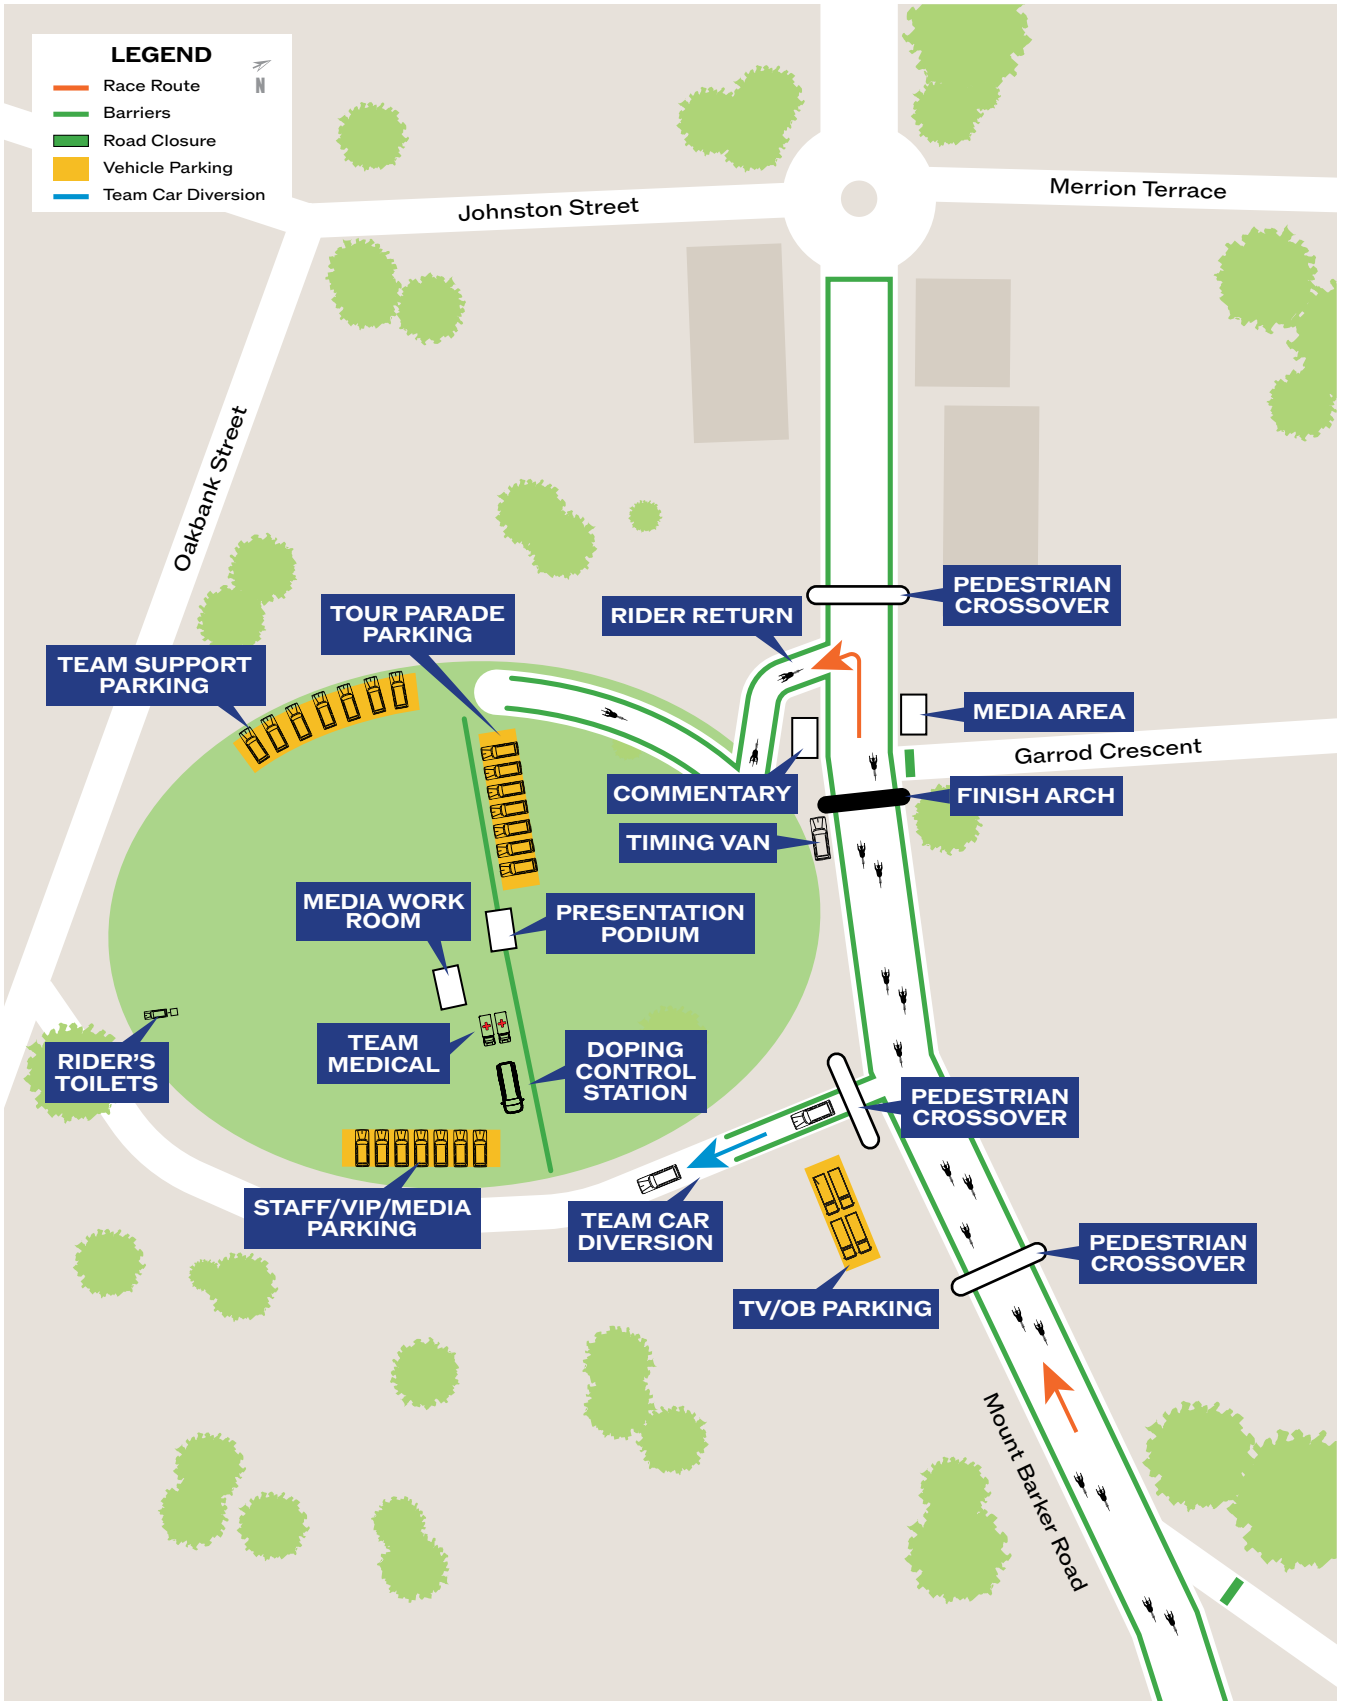 LEGEND
Race Route
N
Barriers
Road Closure
Vehicle Parking
Team Car Diversion
Johnston Street
Merrion Terrace
Oakbank Street
PEDESTRIAN
CROSSOVER
TOUR PARADE
PARKING
RIDER RETURN
TEAM SUPPORT
PARKING
MEDIA AREA
Garrod Crescent
COMMENTARY
FINISH ARCH
TIMING VAN
MEDIA WORK
ROOM
PRESENTATION
PODIUM
TEAM
MEDICAL
DOPING
CONTROL
STATION
RIDER'S
TOILETS
PEDESTRIAN
CROSSOVER
STAFF/VIP/MEDIA
PARKING
TEAM CAR
DIVERSION
PEDESTRIAN
CROSSOVER
TV/OB PARKING
Mount Barker Road